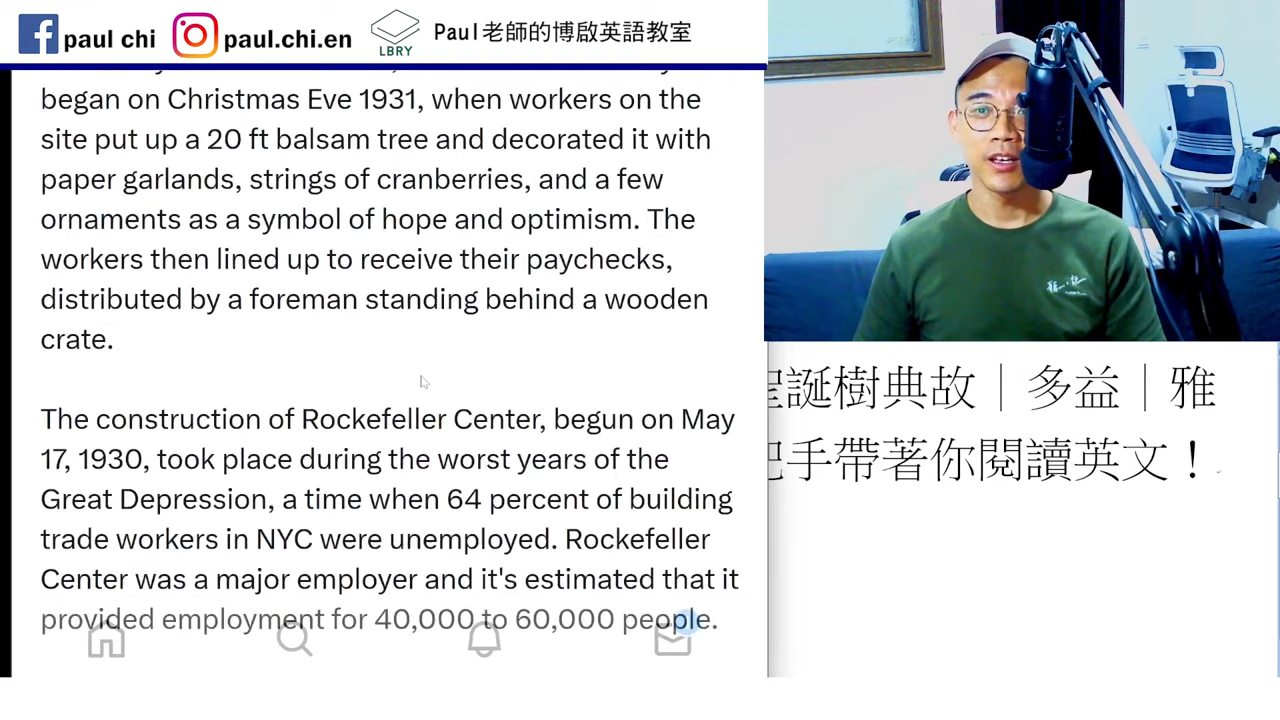 paul chi
paul.chi.en
LBRY
Paul老師的博啟英語教室
began on Christmas Eve 1931, when workers on the
site put up a 20 ft balsam tree and decorated it with
paper garlands, strings of cranberries, and a few
ornaments as a symbol of hope and optimism. The
workers then lined up to receive their paychecks,
distributed by a foreman standing behind a wooden
crate.
The construction of Rockefeller Center, begun on May
17, 1930, took place during the worst years of the
Great Depression, a time when 64 percent of building
trade workers in NYC were unemployed. Rockefeller
Center was a major employer and it's estimated that it
provided employment for 40,000 to 60,000 people.
誕樹典故｜多益｜雅
手帶著你閱讀英文！